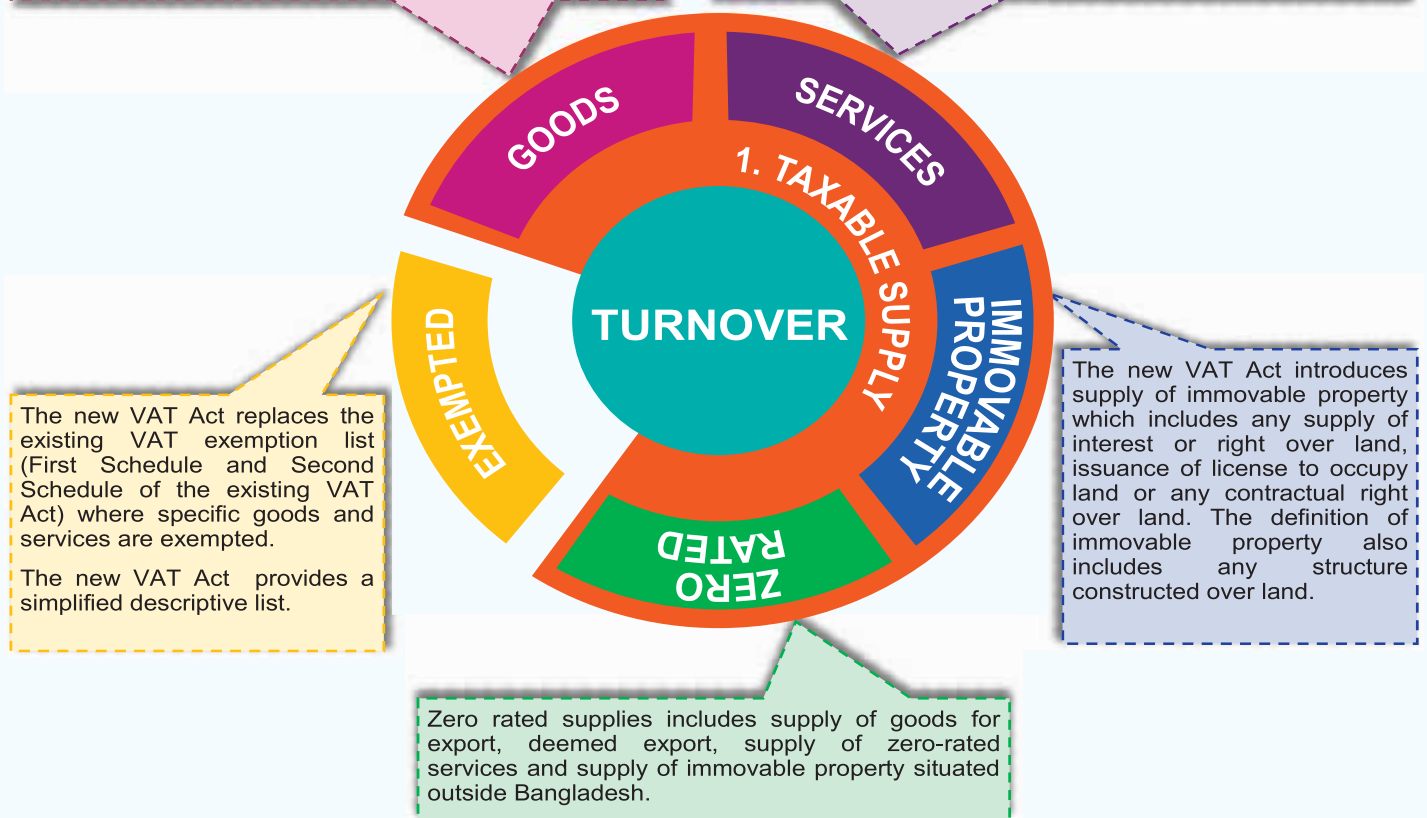 GOODS
SERVICES
1. TAXABLE SUPPLY
TURNOVER
IMMOVABLE
PROPERTY
EXEMPTED
ZERO
RATED
The new VAT Act replaces the
existing VAT exemption list
(First Schedule and Second
Schedule of the existing VAT
Act) where specific goods and
services are exempted.
The new VAT Act provides a
simplified descriptive list.
The new VAT Act introduces
supply of immovable property
which includes any supply of
interest or right over land,
issuance of license to occupy
land or any contractual right
over land. The definition of
immovable property also
includes any structure
constructed over land.
Zero rated supplies includes supply of goods for
export, deemed export, supply of zero-rated
services and supply of immovable property situated
outside Bangladesh.